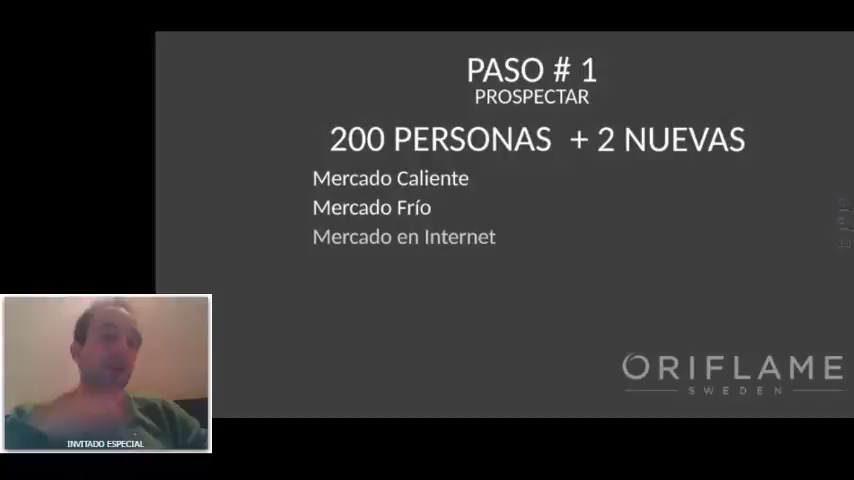 PASO # 1
PROSPECTAR
200 PERSONAS + 2 NUEVAS
Mercado Caliente
Mercado Frío
Mercado en Internet
ORIFLAME
SWEDEN
INVITADO ESPECIAL